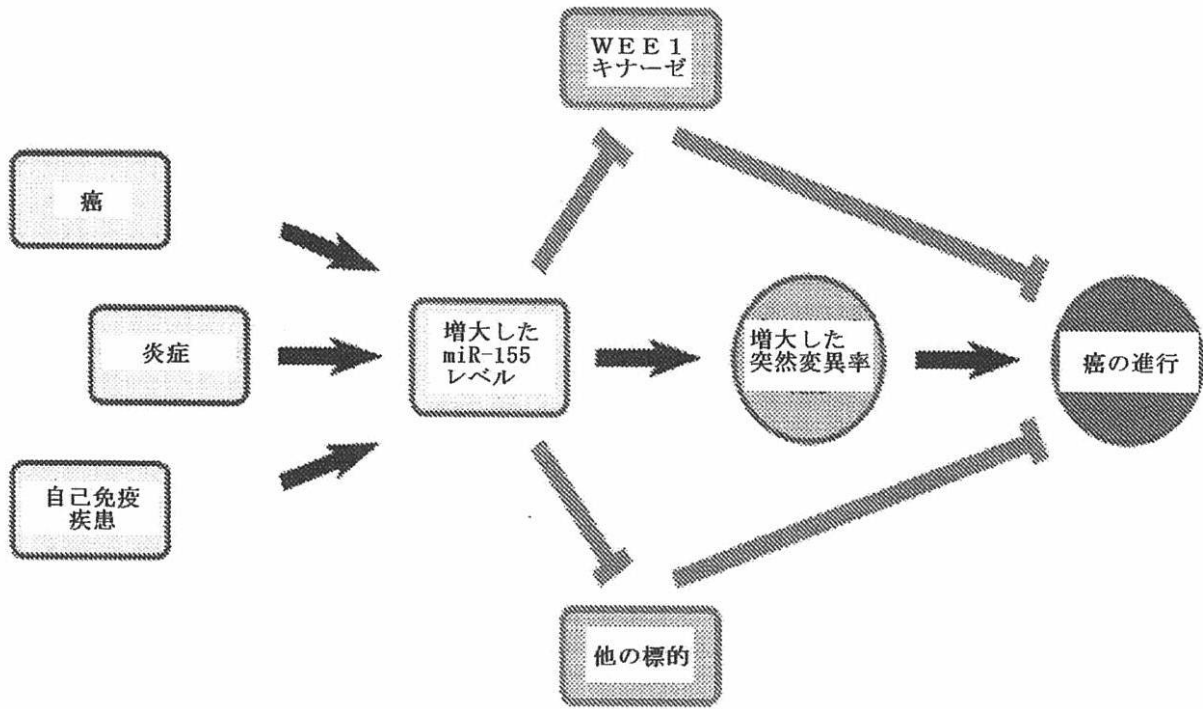 WEE1
キナーゼ
癌
炎症
自己免疫
疾患
増大した
miR-155
レベル
増大した
突然変異率
癌の進行
他の標的